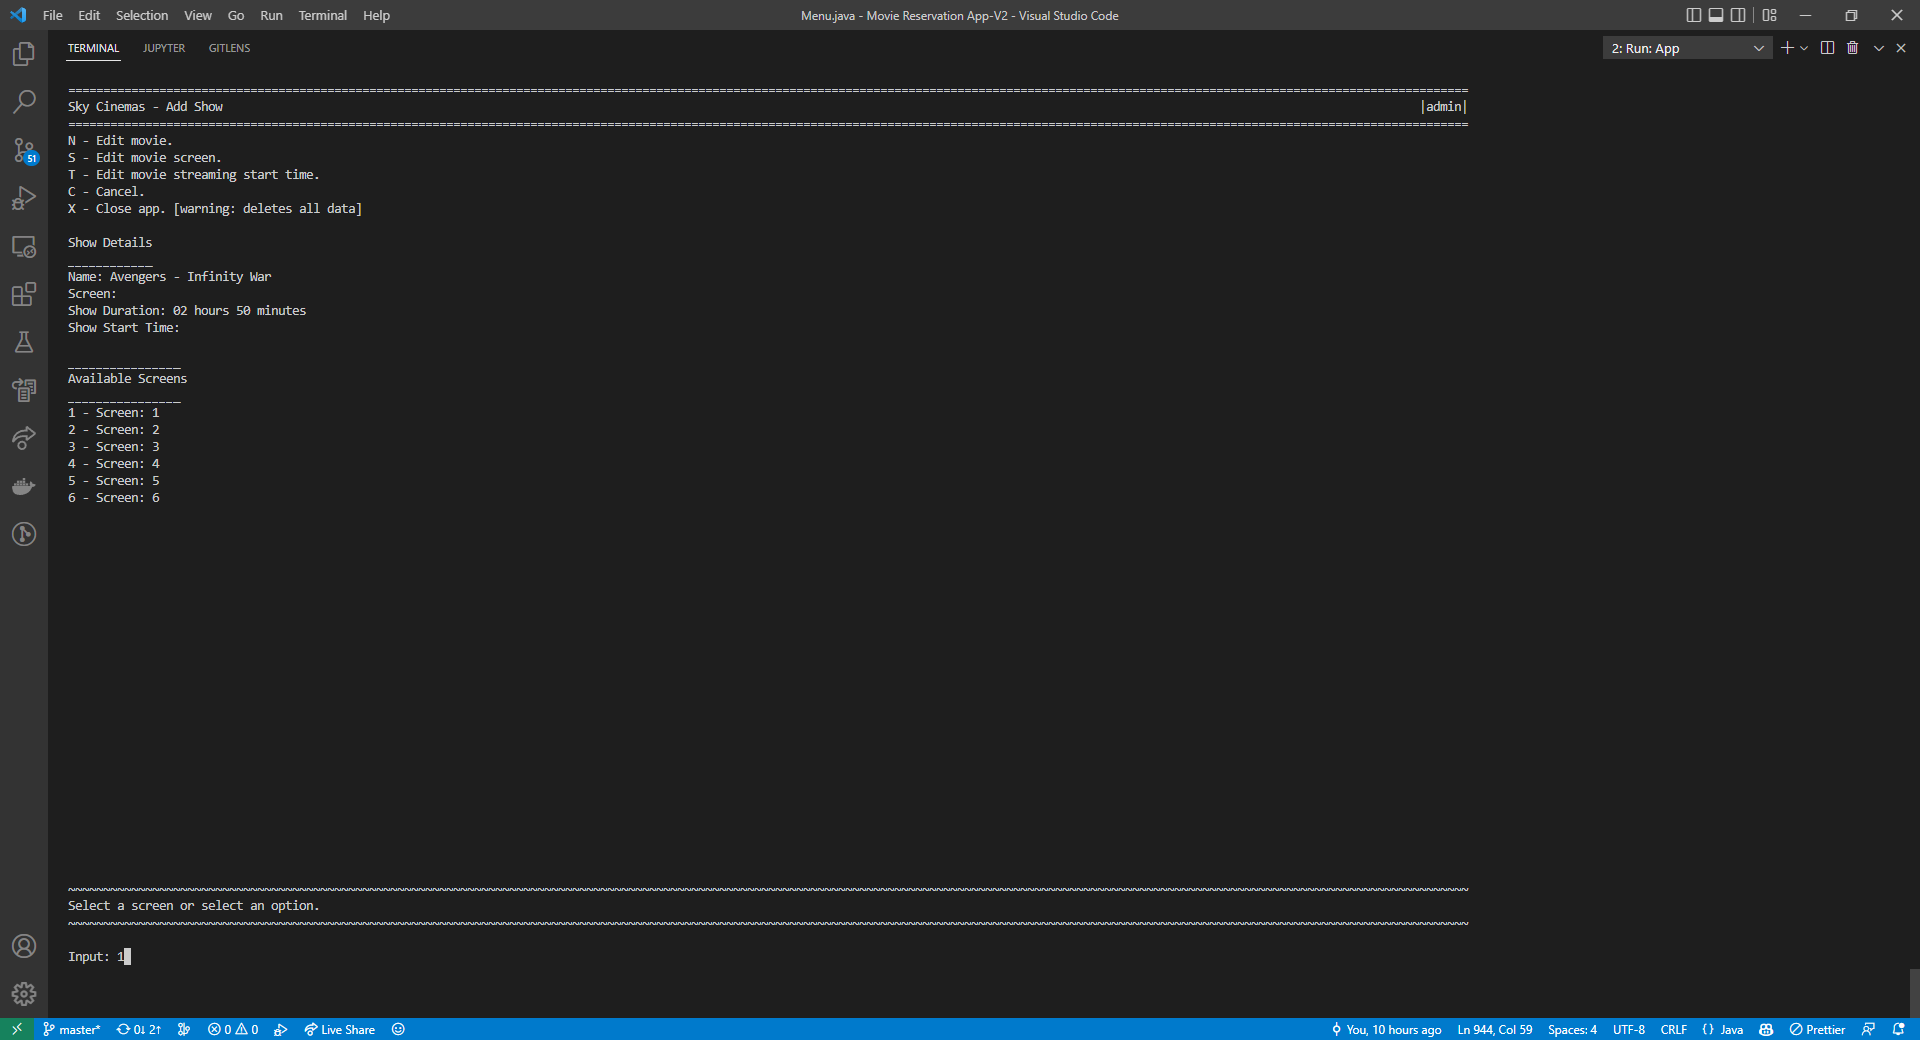 File Edit Selection View Go Run Terminal Help
Menu.java - Movie Reservation App-V2 - Visual Studio Code
TERMINAL JUPYTER GITLENS
2: Run: App
Sky Cinemas - Add Show |admin|
N - Edit movie.
S - Edit movie screen.
T - Edit movie streaming start time.
C - Cancel.
X - Close app. [warning: deletes all data]
Show Details
____________
Name: Avengers - Infinity War
Screen:
Show Duration: 02 hours 50 minutes
Show Start Time:
________________
Available Screens
________________
1 - Screen: 1
2 - Screen: 2
3 - Screen: 3
4 - Screen: 4
5 - Screen: 5
6 - Screen: 6
Select a screen or select an option.
Input: 1
51
master* 0↓ 2↑ 0 0 Live Share
You, 10 hours ago Ln 944, Col 59 Spaces: 4 UTF-8 CRLF {} Java Prettier